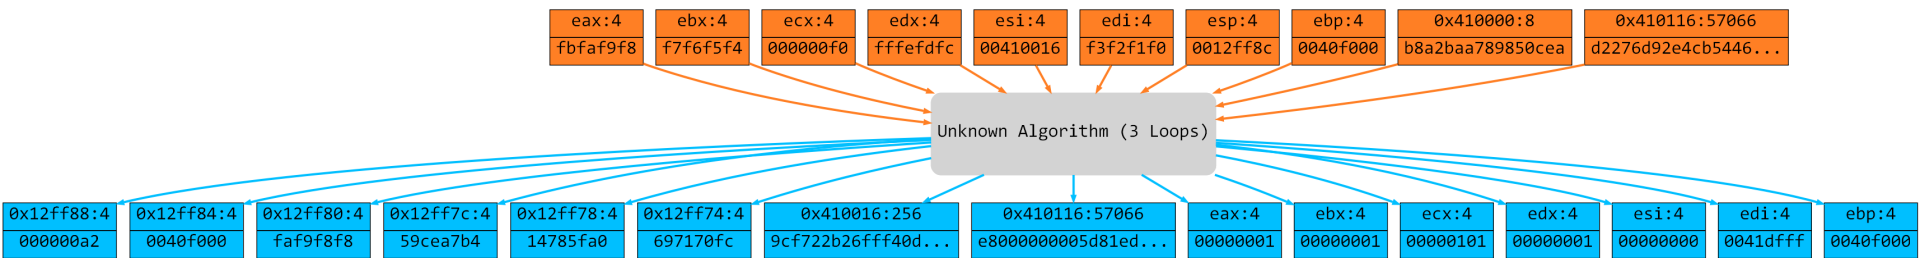 eax:4 ebx:4 ecx:4 edx:4 esi:4 edi:4 esp:4 ebp:4 0x410000:8 0x410116:57066
fbfaf9f8 f7f6f5f4 000000f0 fffefdfc 00410016 f3f2f1f0 0012ff8c 0040f000 b8a2baa789850cea d2276d92e4cb5446...
Unknown Algorithm (3 Loops)
0x12ff88:4 0x12ff84:4 0x12ff80:4 0x12ff7c:4 0x12ff78:4 0x12ff74:4 0x410016:256 0x410116:57066 eax:4 ebx:4 ecx:4 edx:4 esi:4 edi:4 ebp:4
000000a2 0040f000 faf9f8f8 59cea7b4 14785fa0 697170fc 9cf722b26fff40d... e8000000005d81ed... 00000001 00000001 00000101 00000001 00000000 0041dfff 0040f000